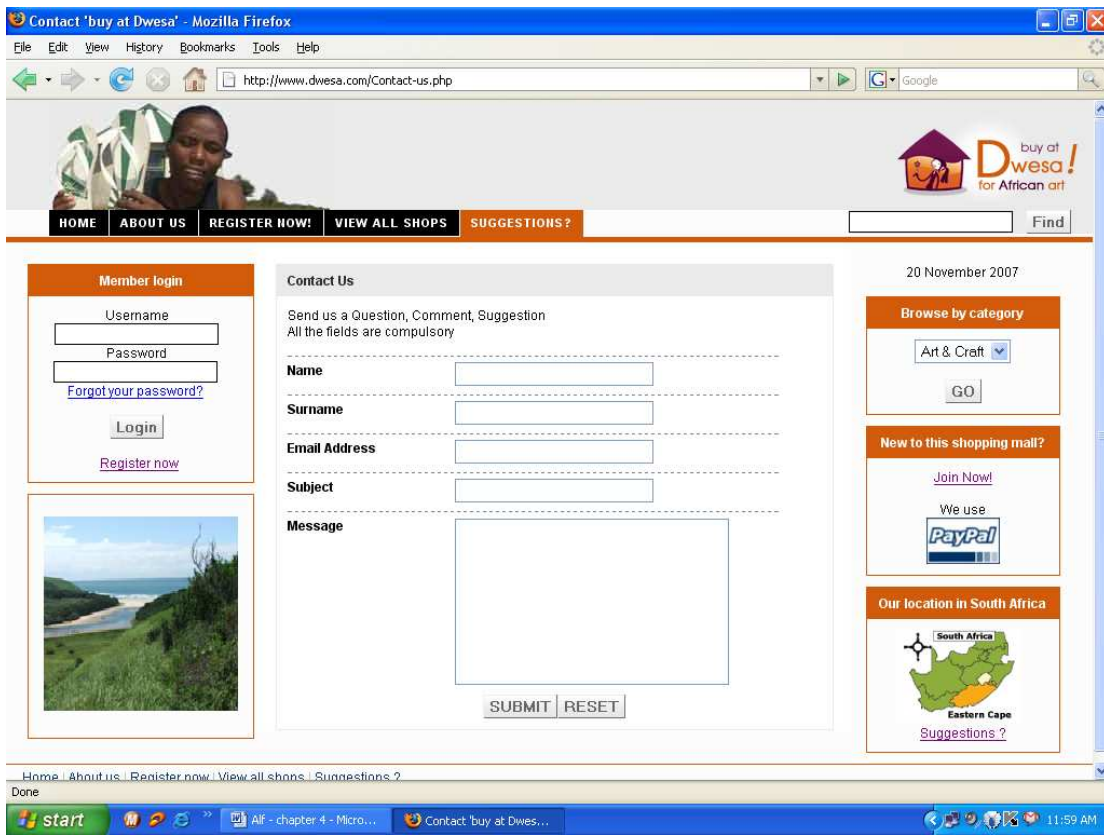 Contact 'buy at Dwesa' - Mozilla Firefox
File Edit View History Bookmarks Tools Help
http://www.dwesa.com/Contact-us.php
G Google
buy at
Dwesa!
for African art
HOME ABOUT US REGISTER NOW! VIEW ALL SHOPS SUGGESTIONS?
Find
Member login
Username
Password
Forgot your password?
Login
Register now
Contact Us
Send us a Question, Comment, Suggestion
All the fields are compulsory
Name
Surname
Email Address
Subject
Message
SUBMIT RESET
20 November 2007
Browse by category
Art & Craft
GO
New to this shopping mall?
Join Now!
We use
PayPal
Our location in South Africa
South Africa
Eastern Cape
Suggestions ?
Home | About us | Register now | View all shops | Suggestions ?
Done
start
Alf - chapter 4 - Micro...
Contact 'buy at Dwes...
11:59 AM